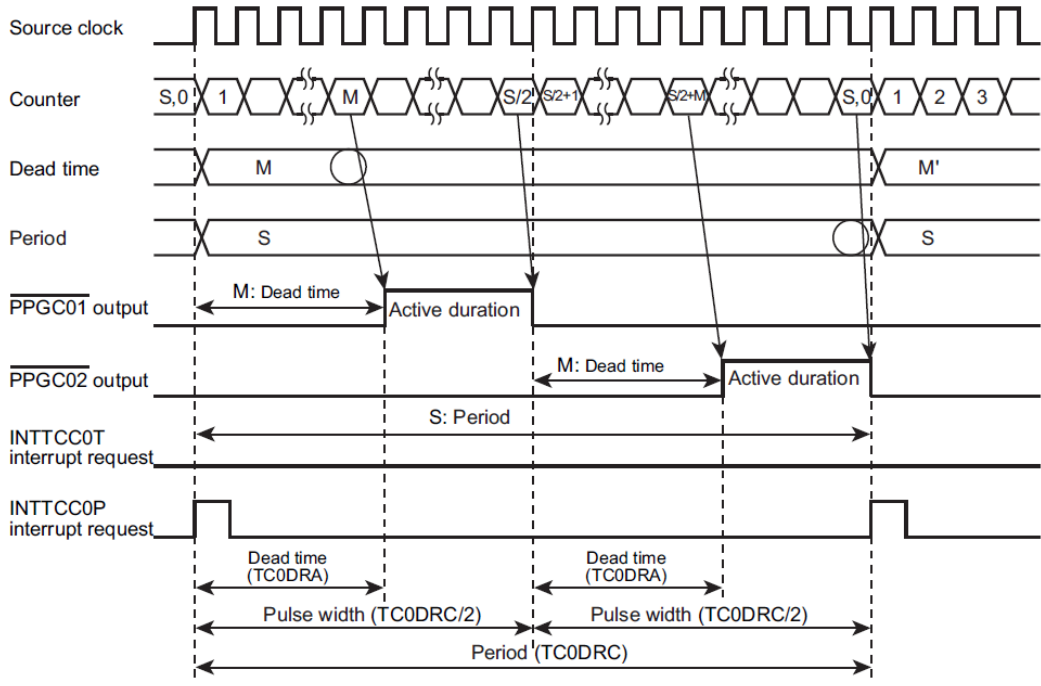 Source clock
Counter S,0 1 M S/2 S/2+1 S/2+M S,0 1 2 3
Dead time M M'
Period S S
M: Dead time
PPGC01 output Active duration
M: Dead time
PPGC02 output Active duration
S: Period
INTTCC0T
interrupt request
INTTCC0P
interrupt request
Dead time Dead time
(TC0DRA) (TC0DRA)
Pulse width (TC0DRC/2) Pulse width (TC0DRC/2)
Period (TC0DRC)